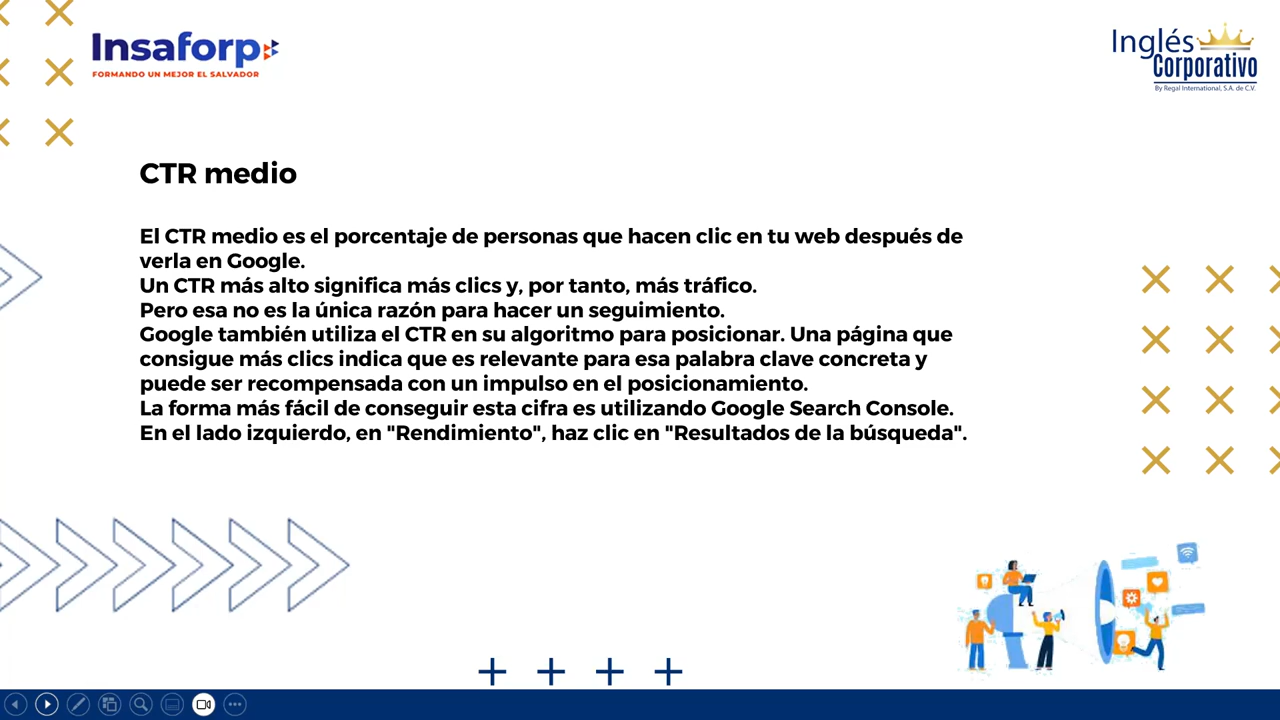 Insaforp
FORMANDO UN MEJOR EL SALVADOR
Inglés
Corporativo
By Regal International, S.A. de C.V.
CTR medio
El CTR medio es el porcentaje de personas que hacen clic en tu web después de
verla en Google.
Un CTR más alto significa más clics y, por tanto, más tráfico.
Pero esa no es la única razón para hacer un seguimiento.
Google también utiliza el CTR en su algoritmo para posicionar. Una página que
consigue más clics indica que es relevante para esa palabra clave concreta y
puede ser recompensada con un impulso en el posicionamiento.
La forma más fácil de conseguir esta cifra es utilizando Google Search Console.
En el lado izquierdo, en "Rendimiento", haz clic en "Resultados de la búsqueda".